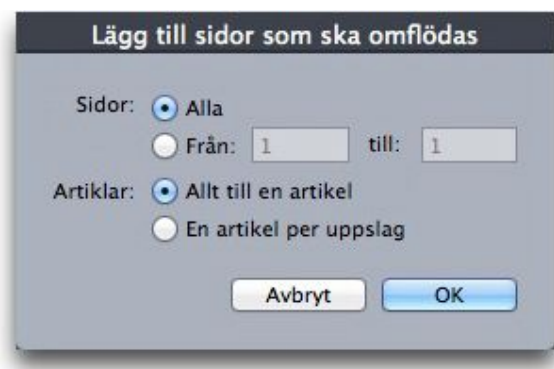 Lägg till sidor som ska omflödas
Sidor: Alla
Från: 1 till: 1
Artiklar: Allt till en artikel
En artikel per uppslag
Avbryt OK